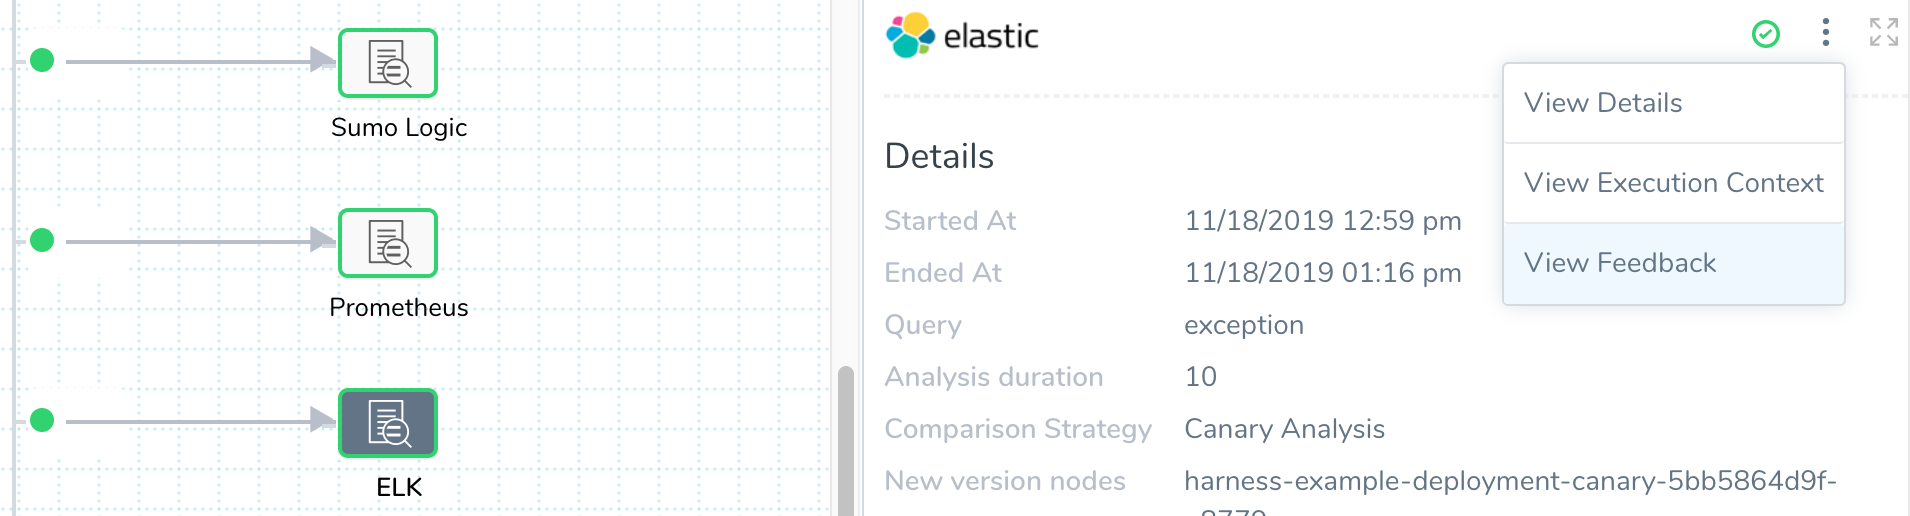 Sumo Logic
Prometheus
ELK
elastic
View Details
View Execution Context
View Feedback
Details
Started At 11/18/2019 12:59 pm
Ended At 11/18/2019 01:16 pm
Query exception
Analysis duration 10
Comparison Strategy Canary Analysis
New version nodes harness-example-deployment-canary-5bb5864d9f-